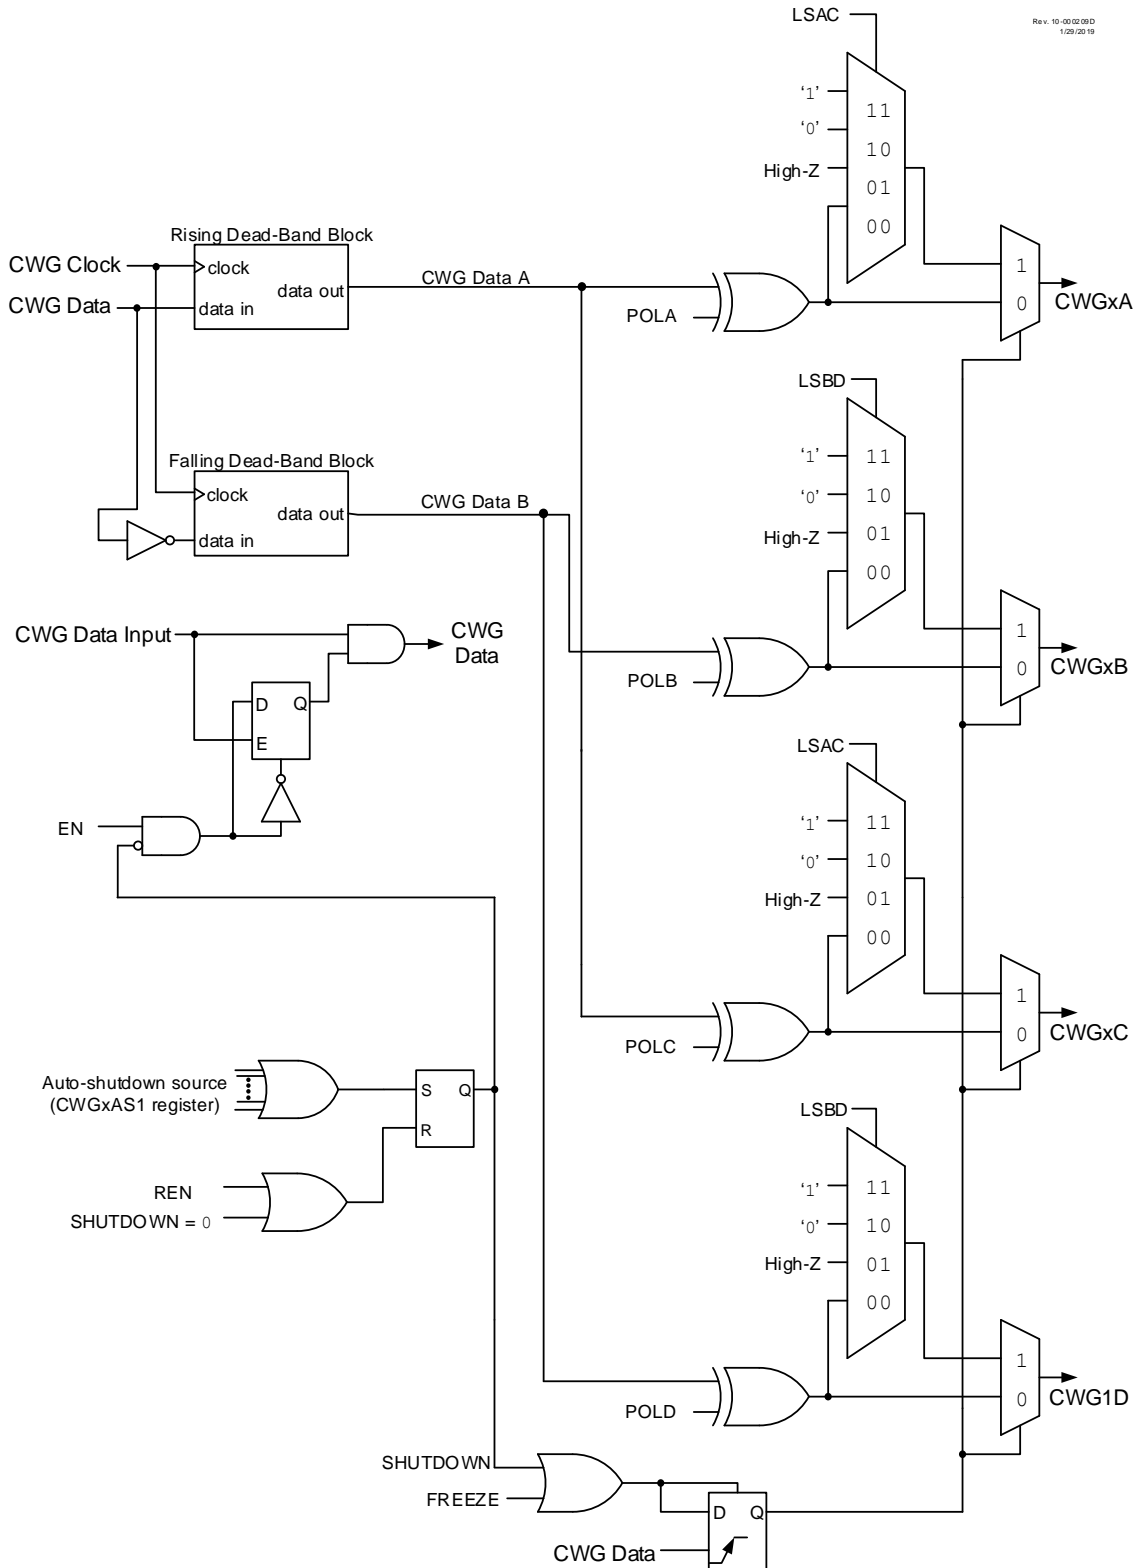 LSAC
Rev. 10-000209D
1/29/2019
'1'
11
'0'
10
High-Z
01
00
Rising Dead-Band Block
CWG Clock
clock
CWG Data A
data out
CWG Data
data in
POLA
1
0
CWGxA
LSBD
Falling Dead-Band Block
'1'
11
clock
CWG Data B
'0'
10
data out
High-Z
01
data in
00
CWG Data Input
CWG
Data
1
0
CWGxB
POLB
D
Q
E
LSAC
EN
'1'
11
'0'
10
High-Z
01
00
1
0
CWGxC
POLC
Auto-shutdown source
(CWGxAS1 register)
S
Q
R
LSBD
REN
SHUTDOWN = 0
'1'
11
'0'
10
High-Z
01
00
1
0
CWG1D
POLD
SHUTDOWN
FREEZE
D
Q
CWG Data